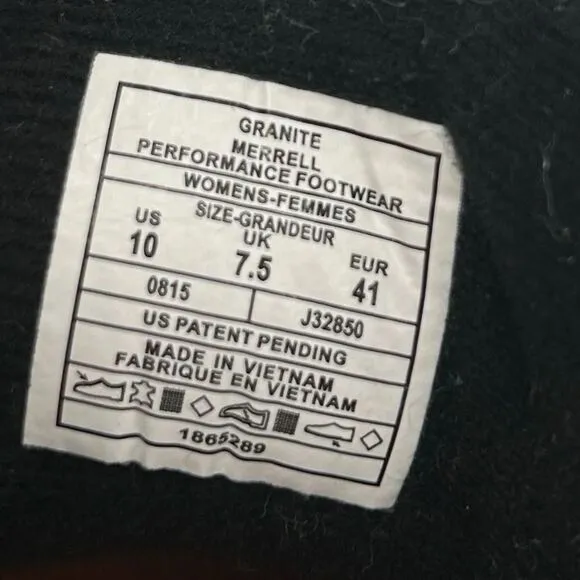 GRANITE
MERRELL
PERFORMANCE FOOTWEAR
WOMENS-FEMMES
SIZE-GRANDEUR
US UK EUR
10 7.5 41
0815 J32850
US PATENT PENDING
MADE IN VIETNAM
FABRIQUE EN VIETNAM
1865289